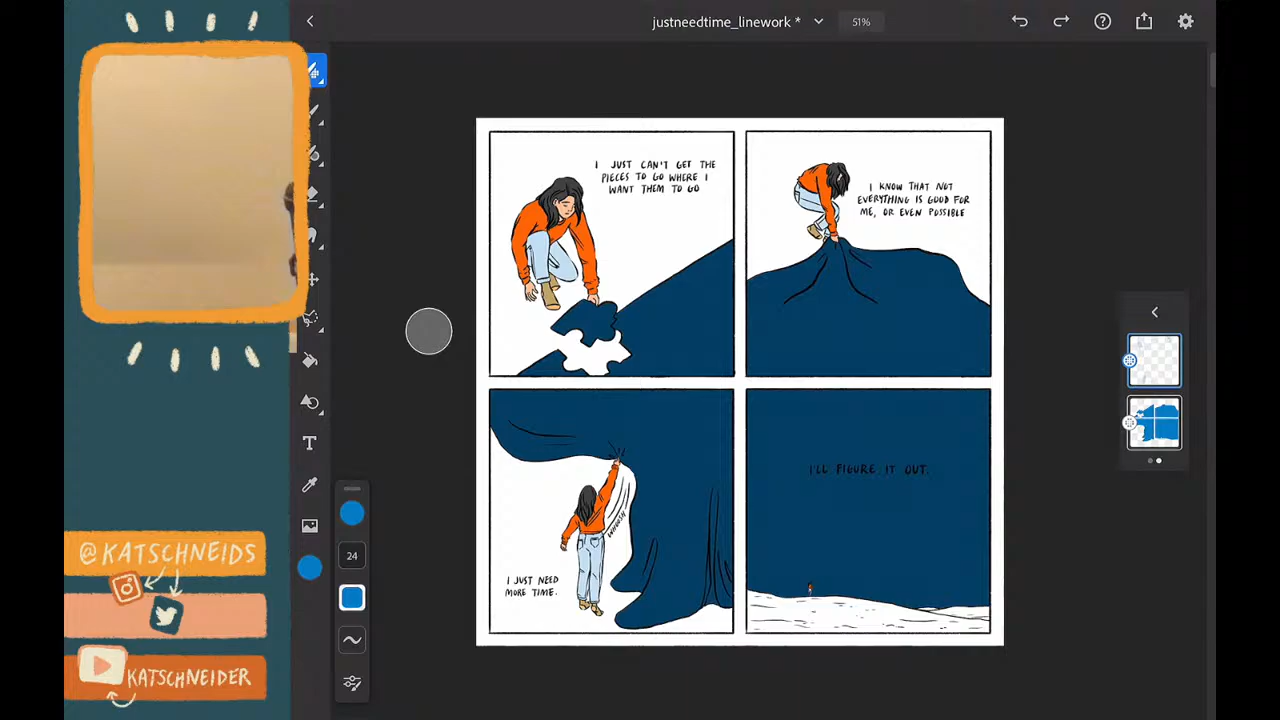 justneedtime_linework *
51%
I JUST CAN'T GET THE
PIECES TO GO WHERE I
WANT THEM TO GO
I KNOW THAT NOT
EVERYTHING IS GOOD FOR
ME, OR EVEN POSSIBLE
WHOOSH
I JUST NEED
MORE TIME.
I'LL FIGURE IT OUT.
24
T
@KATSCHNEIDS
KATSCHNEIDER